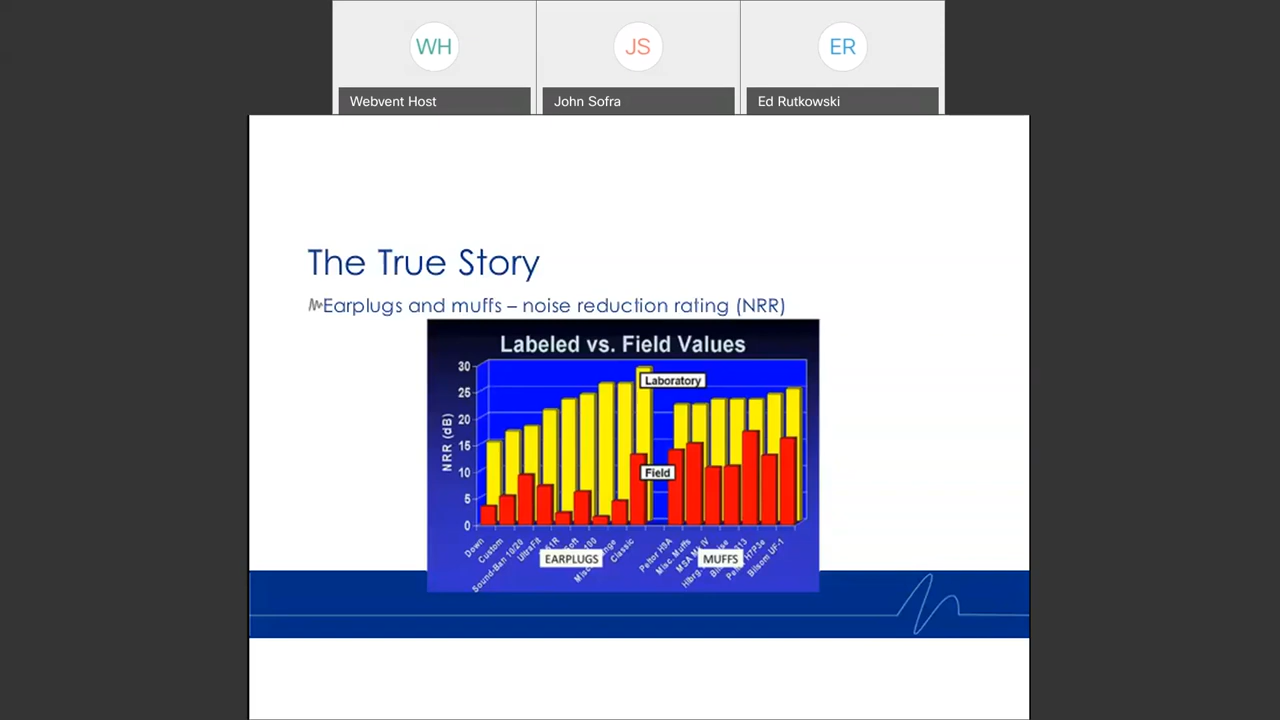 WH JS ER
Webvent Host John Sofra Ed Rutkowski
The True Story
Earplugs and muffs – noise reduction rating (NRR)
Labeled vs. Field Values
NRR (dB)
30
25
20
15
10
5
0
Laboratory
Field
Down
Custom
Sound-Ban 10/20
UltraFit
Classic
EARPLUGS
Peltor H9A
Misc. Muffs
MSA
Bilsom UF-1
MUFFS